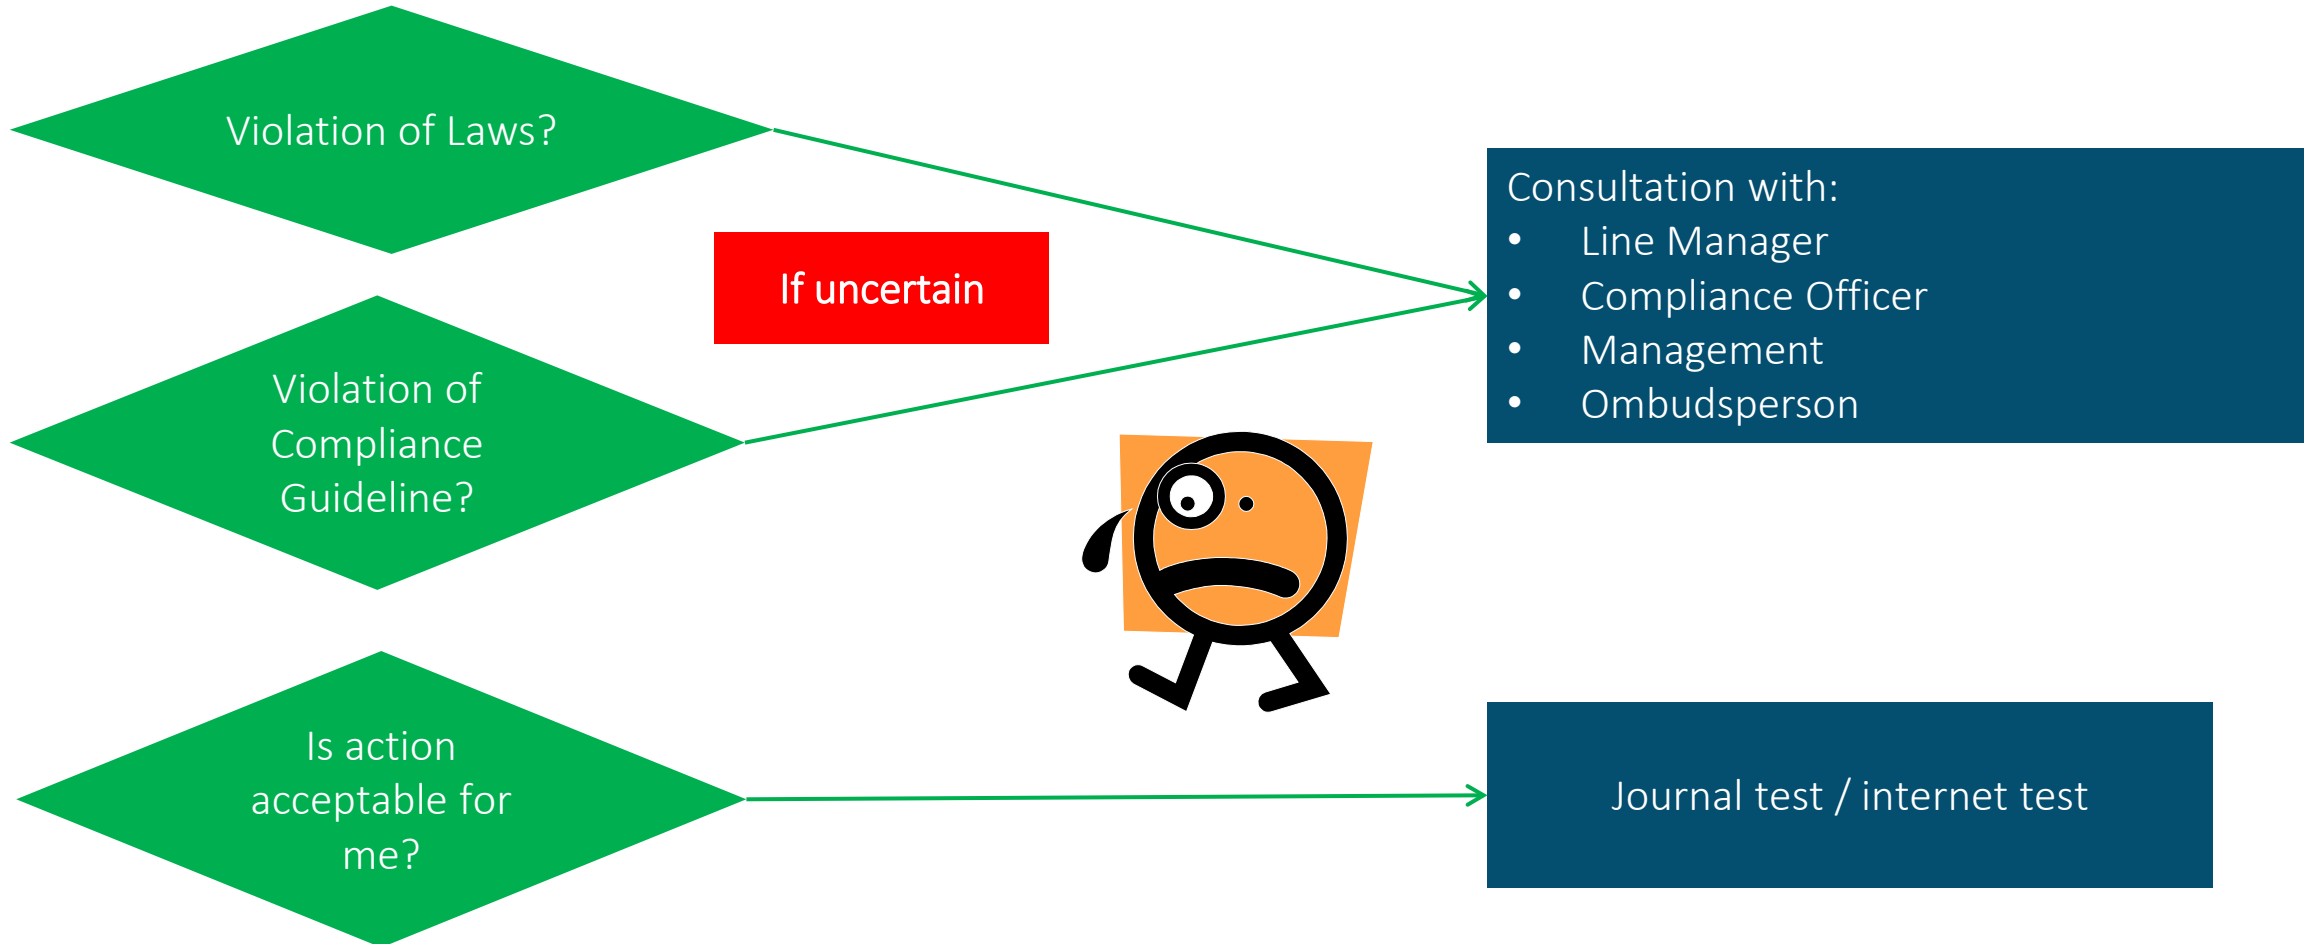 Violation of Laws?
If uncertain
Violation of
Compliance
Guideline?
Consultation with:
• Line Manager
• Compliance Officer
• Management
• Ombudsperson
Is action
acceptable for
me?
Journal test / internet test